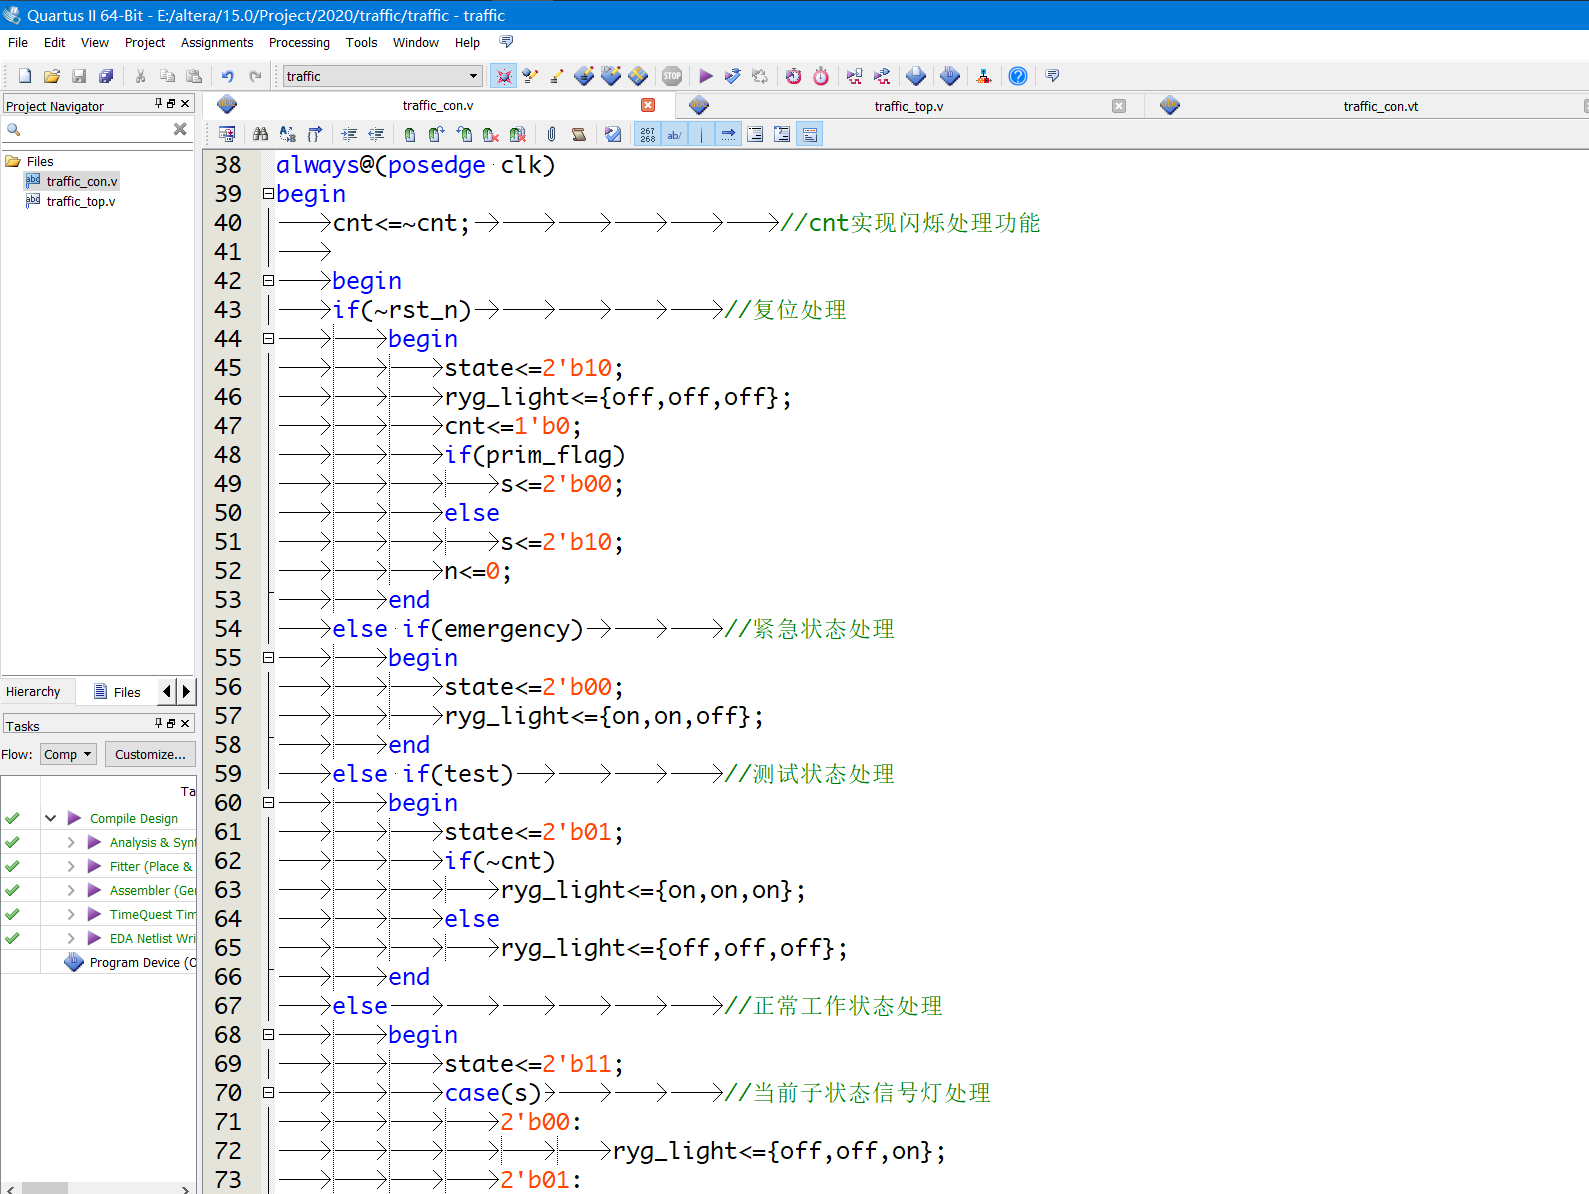 Quartus II 64-Bit - E:/altera/15.0/Project/2020/traffic/traffic - traffic
File Edit View Project Assignments Processing Tools Window Help
traffic
STOP
Project Navigator
traffic_con.v
traffic_top.v
traffic_con.vt
267
268
ab/
Files
traffic_con.v
traffic_top.v
Hierarchy Files
Tasks
Flow: Comp Customize...
Ta
Compile Design
Analysis & Synt
Fitter (Place &
Assembler (Ge
TimeQuest Tim
EDA Netlist Wri
Program Device (O
38 always@(posedge clk)
39 begin
40 cnt<=~cnt; //cnt实现闪烁处理功能
41
42 begin
43 if(~rst_n) //复位处理
44 begin
45 state<=2'b10;
46 ryg_light<={off,off,off};
47 cnt<=1'b0;
48 if(prim_flag)
49 s<=2'b00;
50 else
51 s<=2'b10;
52 n<=0;
53 end
54 else if(emergency) //紧急状态处理
55 begin
56 state<=2'b00;
57 ryg_light<={on,on,off};
58 end
59 else if(test) //测试状态处理
60 begin
61 state<=2'b01;
62 if(~cnt)
63 ryg_light<={on,on,on};
64 else
65 ryg_light<={off,off,off};
66 end
67 else //正常工作状态处理
68 begin
69 state<=2'b11;
70 case(s) //当前子状态信号灯处理
71 2'b00:
72 ryg_light<={off,off,on};
73 2'b01: